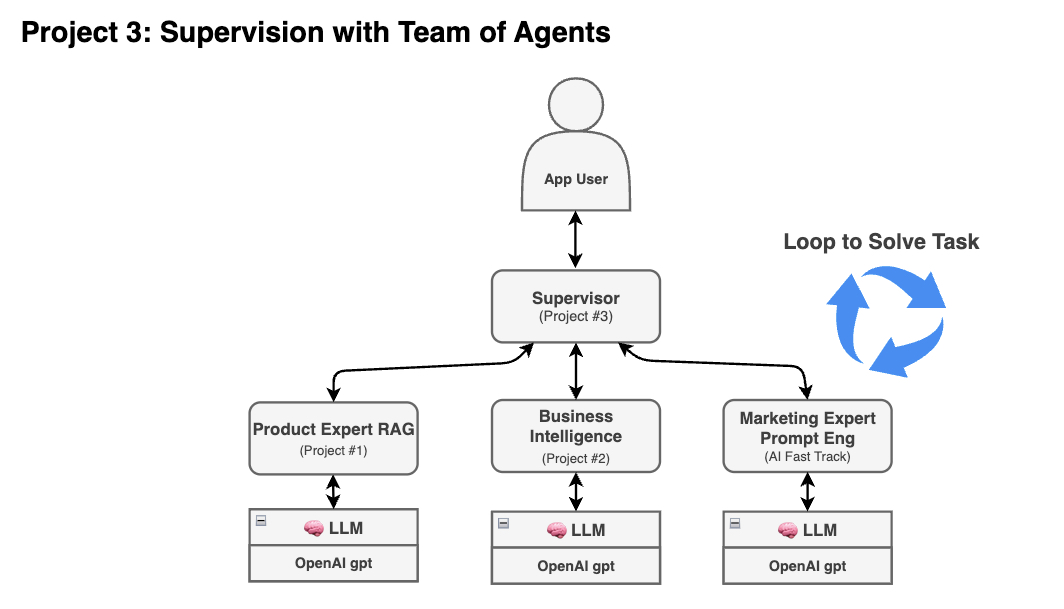 Project 3: Supervision with Team of Agents
App User
Loop to Solve Task
Supervisor
(Project #3)
Product Expert RAG
(Project #1)
Business
Intelligence
(Project #2)
Marketing Expert
Prompt Eng
(AI Fast Track)
LLM
OpenAI gpt
LLM
OpenAI gpt
LLM
OpenAI gpt